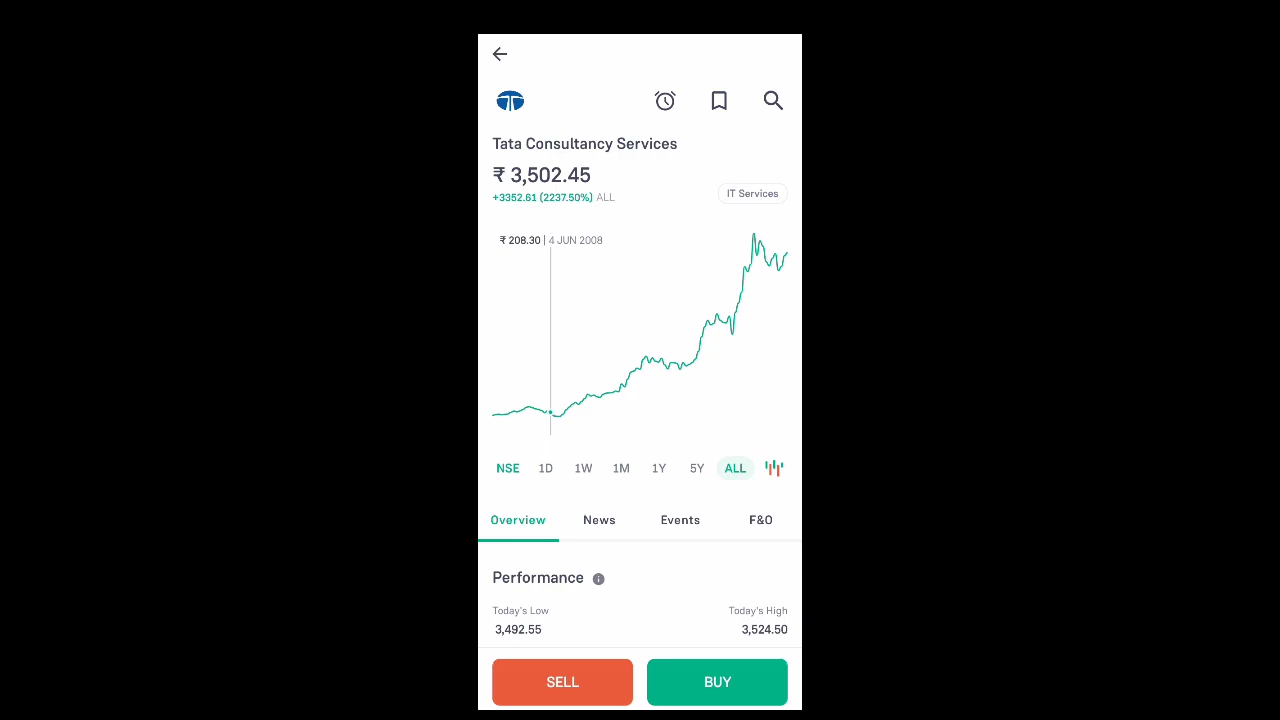 Tata Consultancy Services
₹ 3,502.45
+3352.61 (2237.50%) ALL
IT Services
₹ 208.30 | 4 JUN 2008
NSE 1D 1W 1M 1Y 5Y ALL
Overview News Events F&O
Performance
Today's Low Today's High
3,492.55 3,524.50
SELL BUY